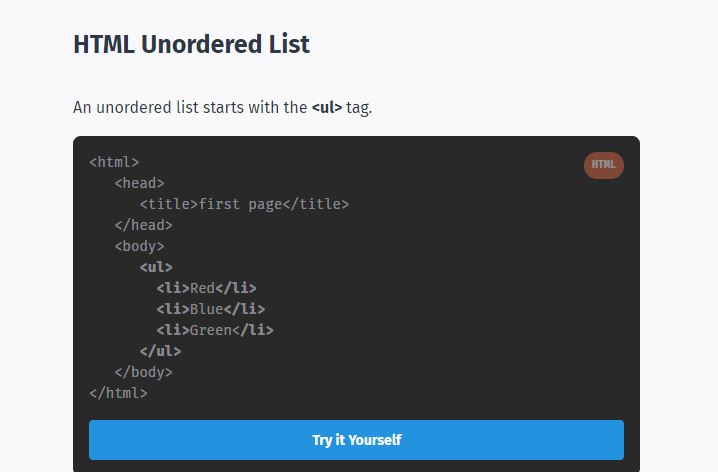 HTML Unordered List
An unordered list starts with the <ul> tag.
HTML
<html>
   <head>
      <title>first page</title>
   </head>
   <body>
      <ul>
        <li>Red</li>
        <li>Blue</li>
        <li>Green</li>
      </ul>
   </body>
</html>
Try it Yourself